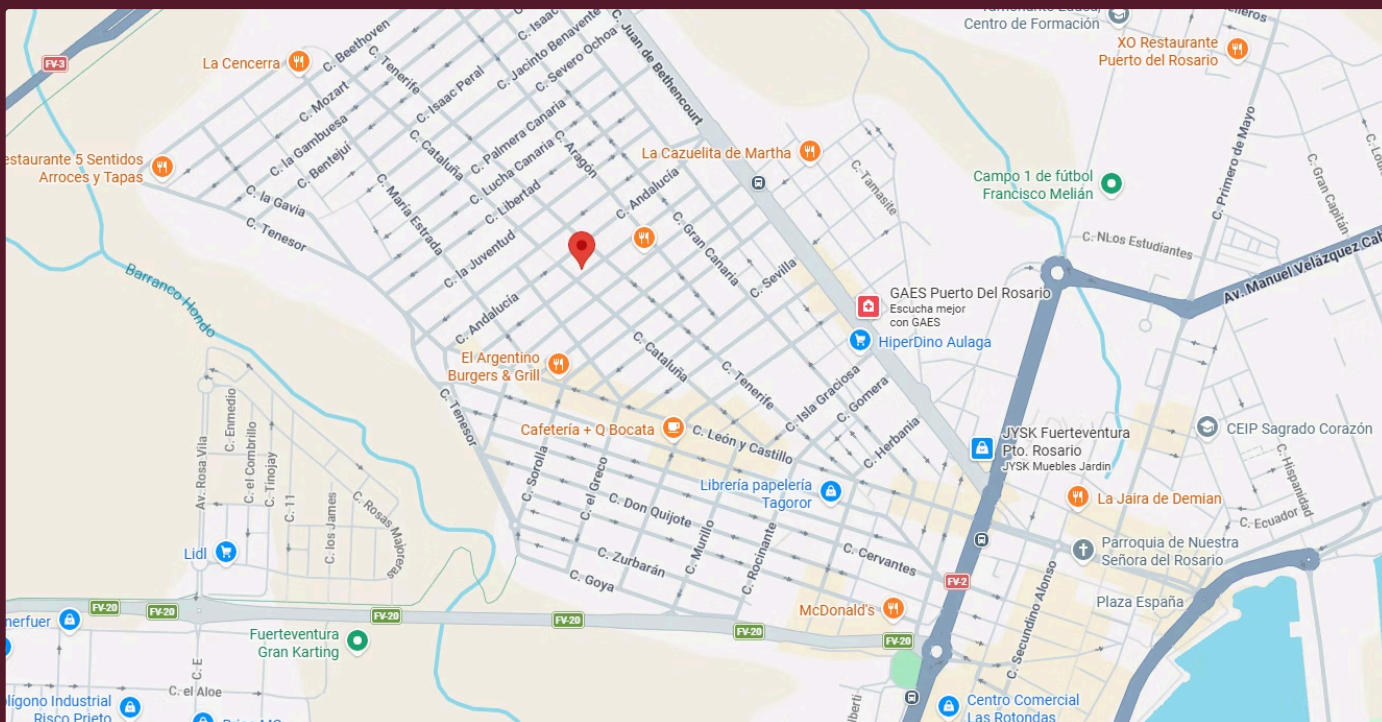 Centro de Formación
XO Restaurante
Puerto del Rosario
FV-3
La Cencerra
C. Beethoven
C. Tenerife
C. Isaac
C. Jacinto Benavente
C. Severo Ochoa
C. Juan de Bethencourt
C. Mozart
C. Isaac Peral
C. la Gambuesa
C. Bentejuí
C. Palmera Canaria
C. Lucha Canaria
C. Aragón
C. Cataluña
C. Libertad
Arroces y Tapas
C. la Gavia
C. Tenesor
C. María Estrada
C. la Juventud
C. Andalucía
La Cazuelita de Martha
C. Tamasite
C. Gran Canaria
C. Sevilla
Campo 1 de fútbol
Francisco Melián
C. Primero de Mayo
C. Gran Capitán
C. NLos Estudiantes
Av. Manuel Velázquez Cab
Barranco Hondo
C. Andalucía
GAES Puerto Del Rosario
Escucha mejor
con GAES
HiperDino Aulaga
El Argentino
Burgers & Grill
C. Cataluña
C. Tenerife
C. Isla Graciosa
C. Gomera
C. Herbania
C. Tenesor
Cafetería + Q Bocata
C. León y Castillo
JYSK Fuerteventura
Pto. Rosario
JYSK Muebles Jardin
CEIP Sagrado Corazón
C. Hispanidad
C. Ecuador
Av. Rosa Vila
C. Enmedio
C. el Combrillo
C. Tinojay
C. 11
C. los James
C. Rosas Majoreras
C. Sorolla
C. el Greco
C. Don Quijote
C. Murillo
C. Rocinante
Librería papelería
Tagoror
La Jaira de Demian
Lidl
C. Zurbarán
C. Goya
C. Cervantes
FV-2
C. Secundino Alonso
Parroquia de Nuestra
Señora del Rosario
Plaza España
FV-20
FV-20
FV-20
FV-20
FV-20
FV-20
McDonald's
Fuerteventura
Gran Karting
C. E
C. el Aloe
Risco Prieto
Centro Comercial
Las Rotondas